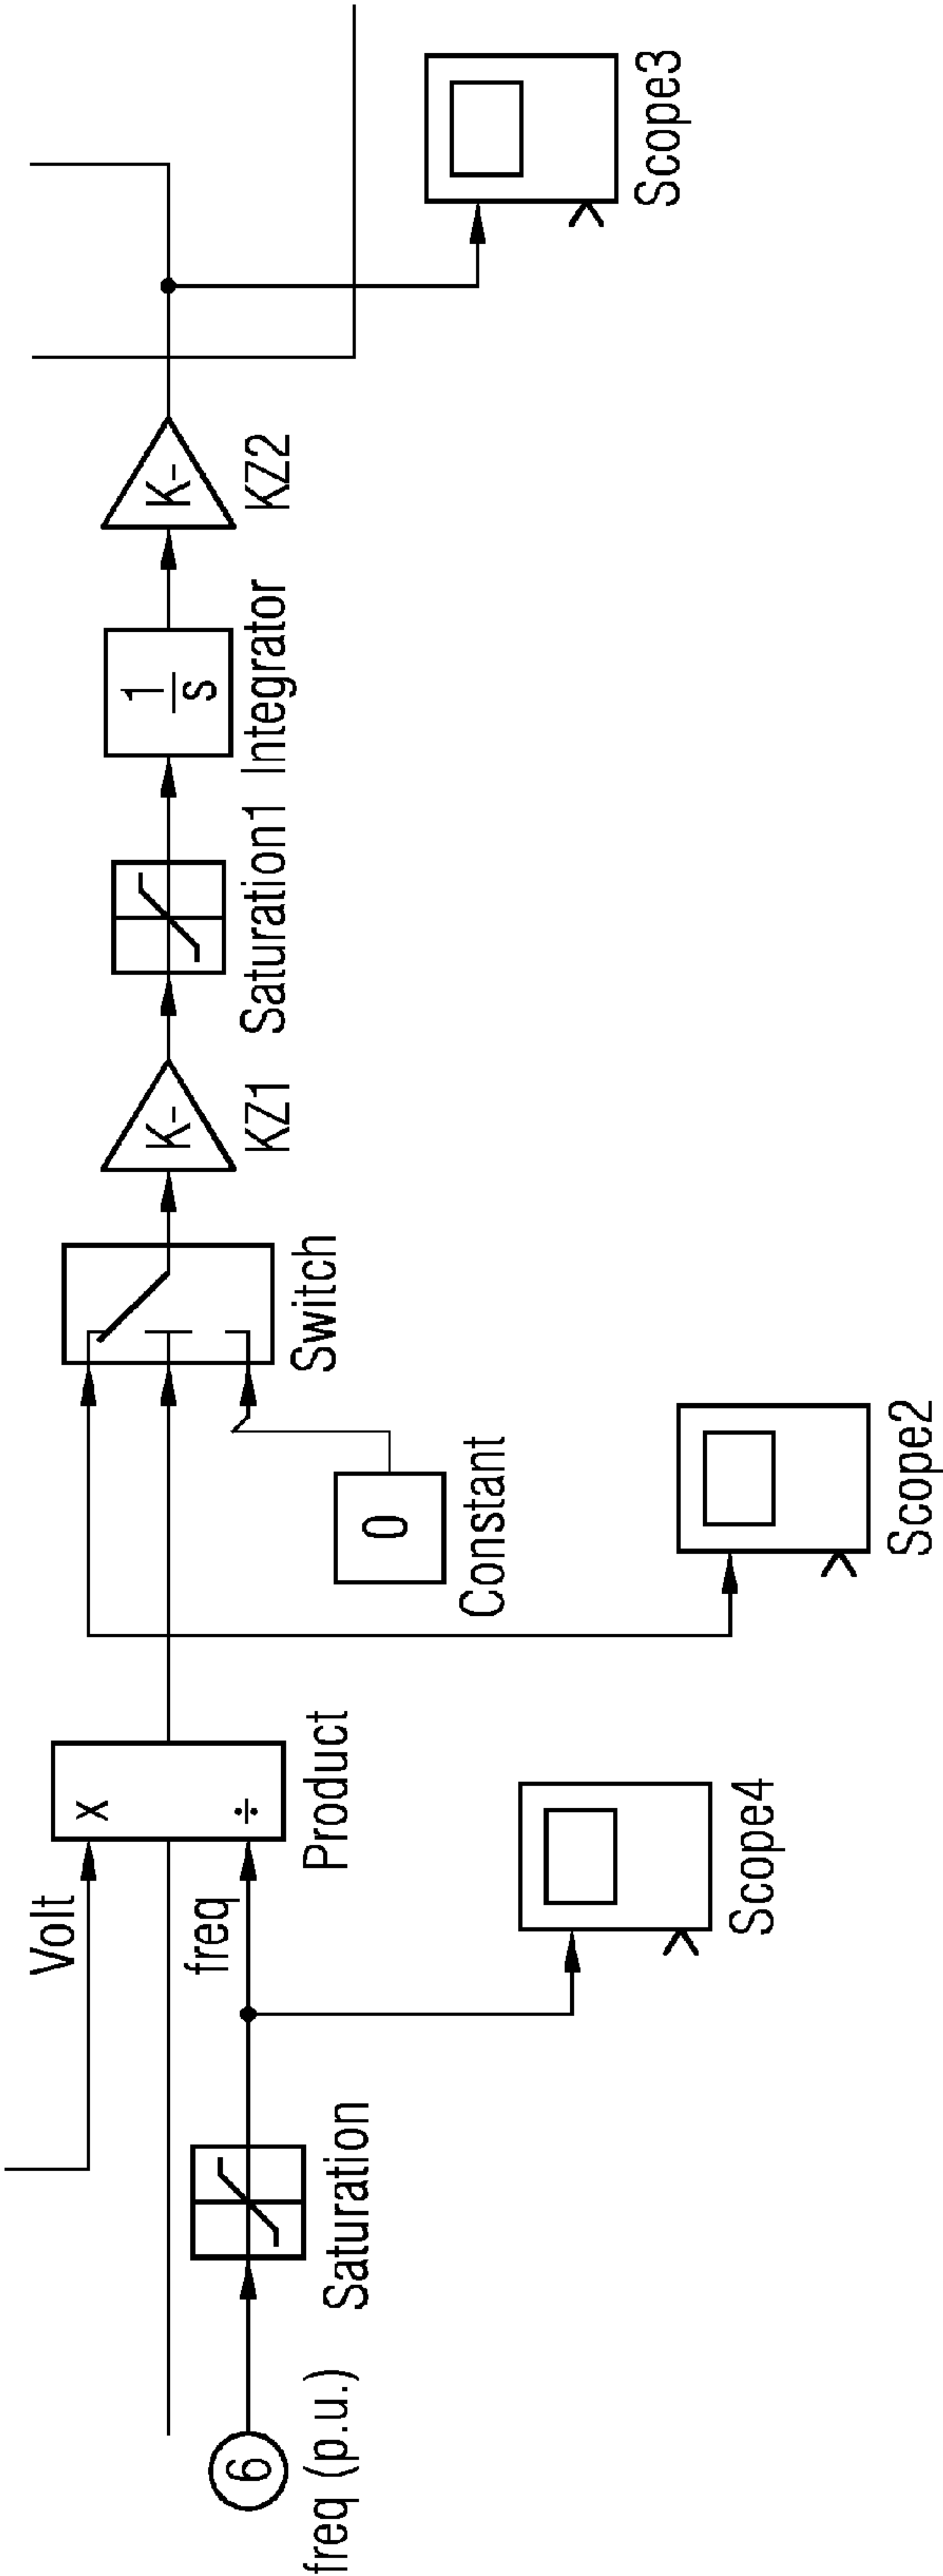 6
freq (p.u.)
Saturation
Volt
freq
x
÷
Product
Scope4
0
Constant
Scope2
Switch
K-
KZ1
Saturation1
1
s
Integrator
K-
KZ2
Scope3